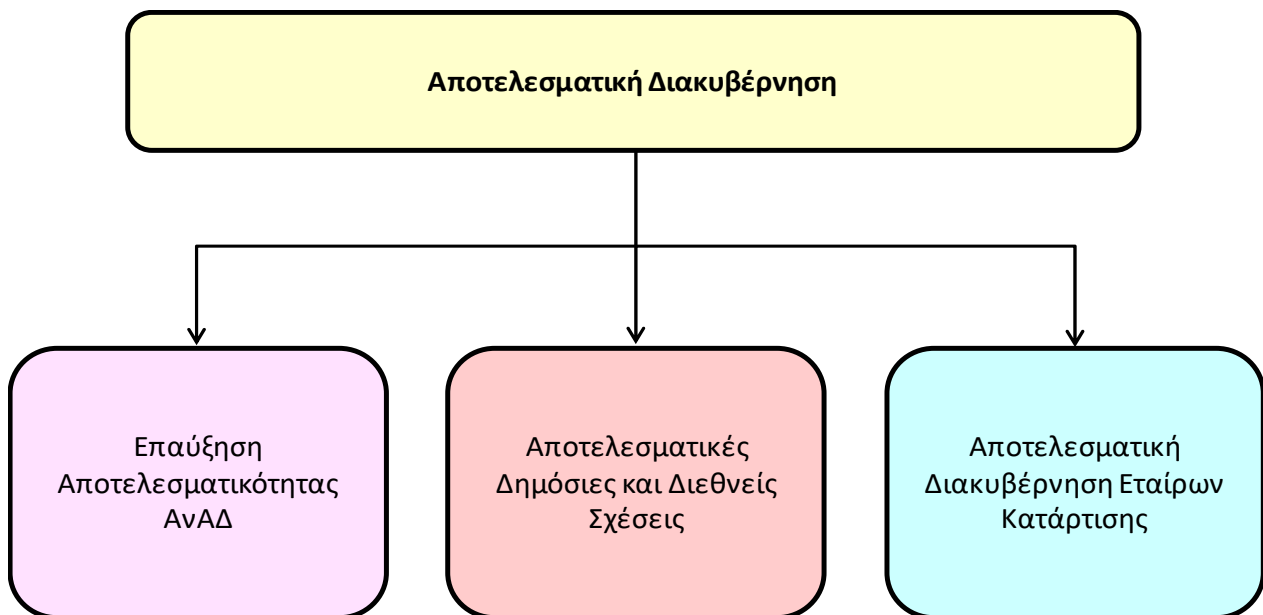 Αποτελεσματική Διακυβέρνηση
Επαύξηση
Αποτελεσματικότητας
ΑνΑΔ
Αποτελεσματικές
Δημόσιες και Διεθνείς
Σχέσεις
Αποτελεσματική
Διακυβέρνηση Εταίρων
Κατάρτισης